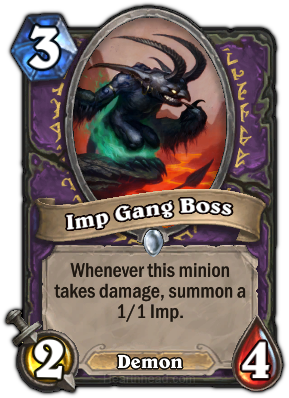 3
Imp Gang Boss
Whenever this minion
takes damage, summon a
1/1 Imp.
2
Demon
4